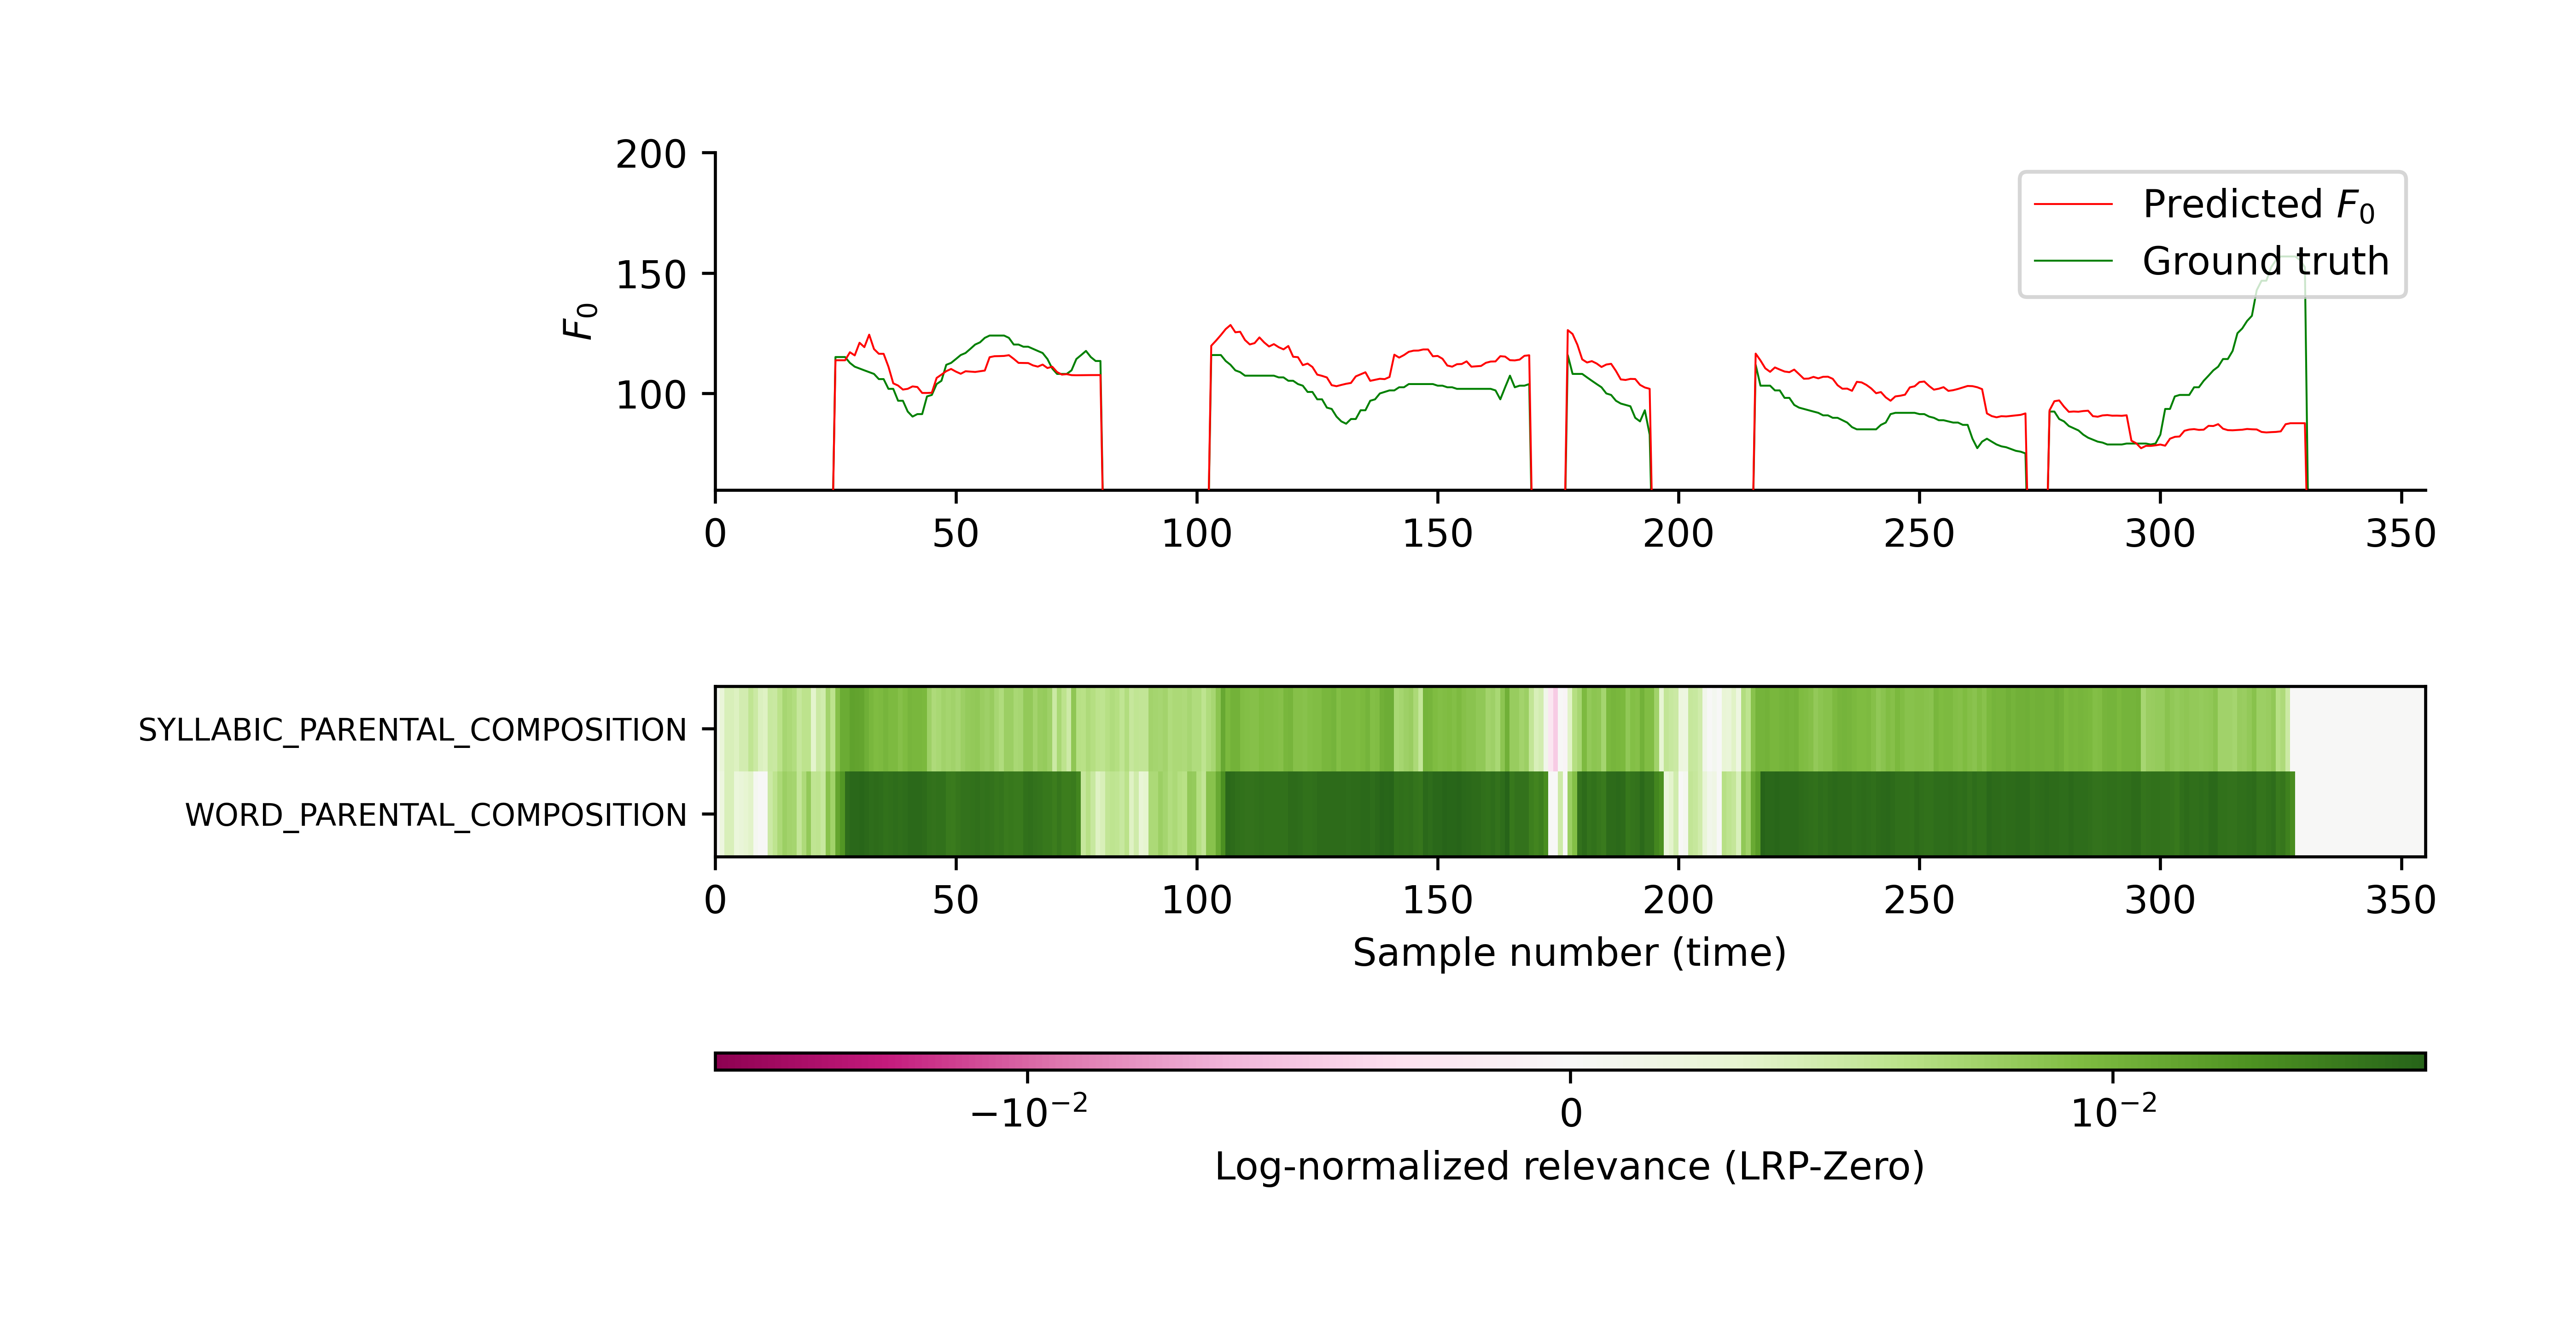 200
150
100
F₀
Predicted F₀
Ground truth
0 50 100 150 200 250 300 350
SYLLABIC_PARENTAL_COMPOSITION
WORD_PARENTAL_COMPOSITION
0 50 100 150 200 250 300 350
Sample number (time)
−10⁻² 0 10⁻²
Log-normalized relevance (LRP-Zero)